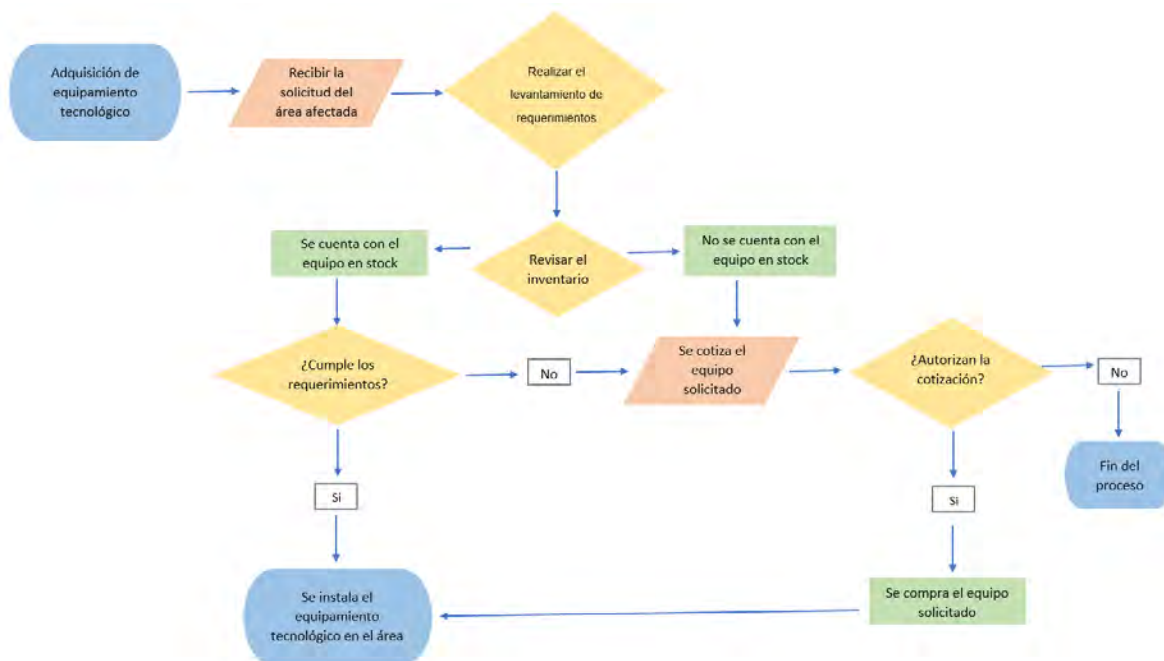 Adquisición de
equipamiento
tecnológico
Recibir la
solicitud del
área afectada
Realizar el
levantamiento de
requerimientos
Se cuenta con el
equipo en stock
Revisar el
inventario
No se cuenta con el
equipo en stock
¿Cumple los
requerimientos?
No
Se cotiza el
equipo
solicitado
¿Autorizan la
cotización?
No
Si
Si
Fin del
proceso
Se instala el
equipamiento
tecnológico en el área
Se compra el equipo
solicitado